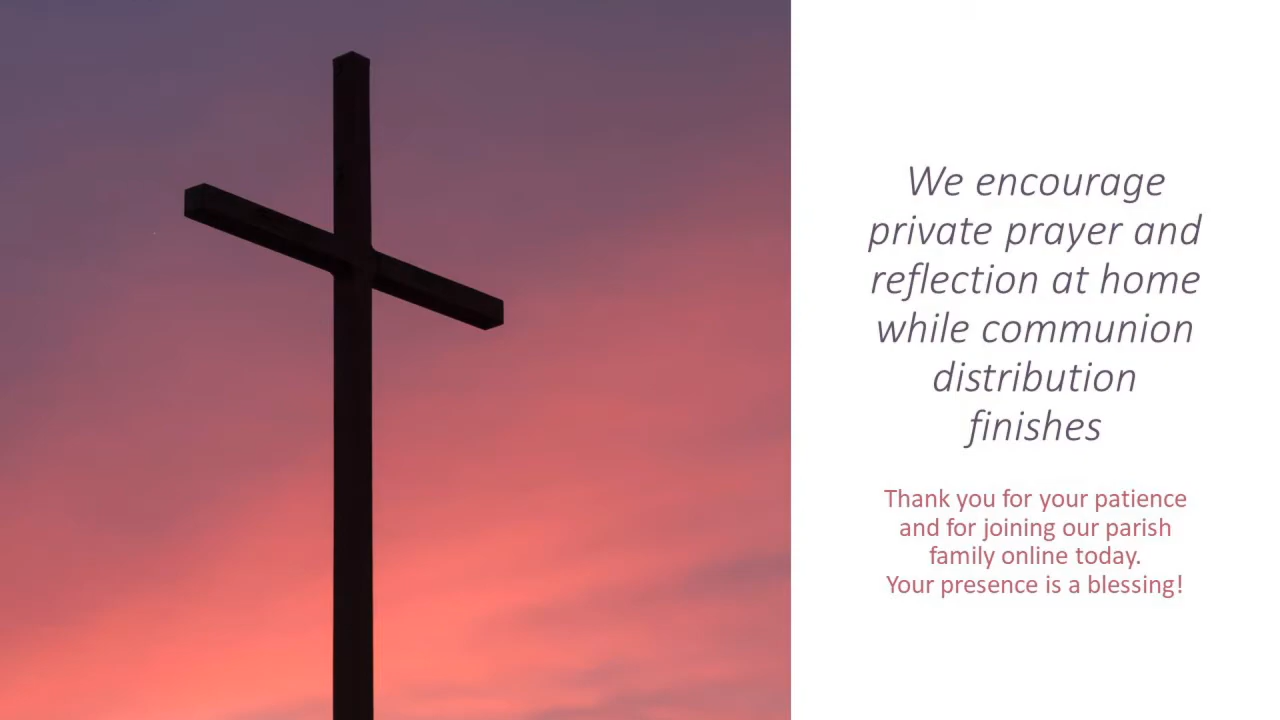 We encourage
private prayer and
reflection at home
while communion
distribution
finishes
Thank you for your patience
and for joining our parish
family online today.
Your presence is a blessing!